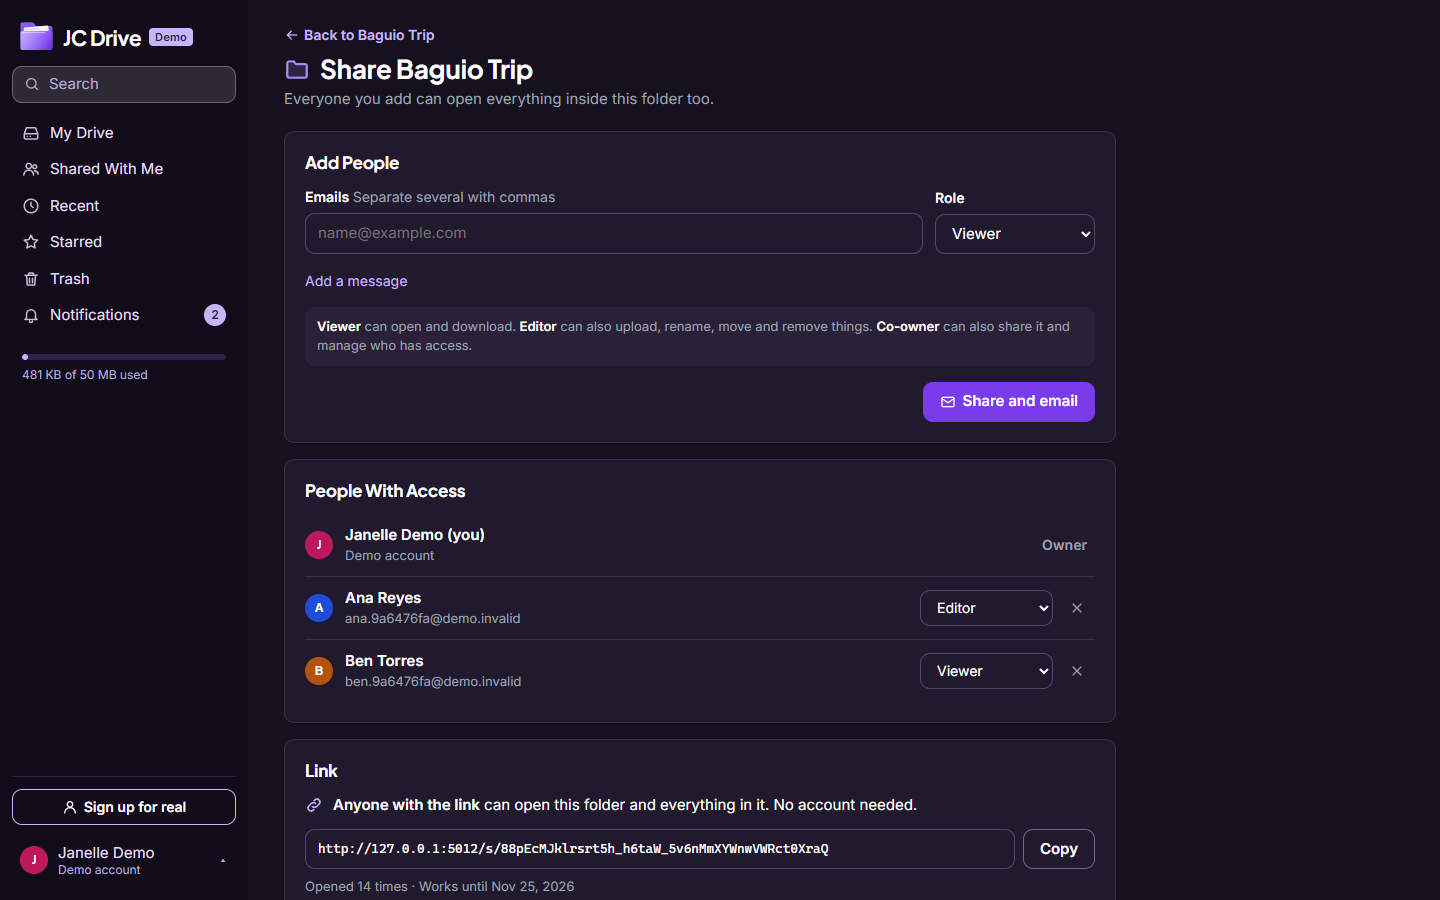 JC Drive Demo
Search
My Drive
Shared With Me
Recent
Starred
Trash
Notifications 2
481 KB of 50 MB used
Sign up for real
J Janelle Demo
Demo account
Back to Baguio Trip
Share Baguio Trip
Everyone you add can open everything inside this folder too.
Add People
Emails Separate several with commas
Role
name@example.com
Viewer
Add a message
Viewer can open and download. Editor can also upload, rename, move and remove things. Co-owner can also share it and
manage who has access.
Share and email
People With Access
J Janelle Demo (you)
Demo account
Owner
A Ana Reyes
ana.9a6476fa@demo.invalid
Editor
B Ben Torres
ben.9a6476fa@demo.invalid
Viewer
Link
Anyone with the link can open this folder and everything in it. No account needed.
http://127.0.0.1:5012/s/88pEcMJklrsrt5h_h6taW_5v6nMmXYWnwVWRct0XraQ
Copy
Opened 14 times · Works until Nov 25, 2026